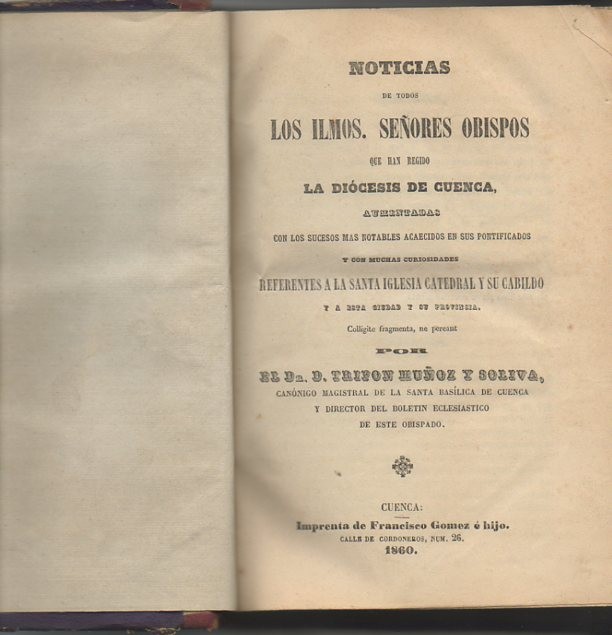 NOTICIAS
DE TODOS
LOS ILMOS. SEÑORES OBISPOS
QUE HAN REGIDO
LA DIÓCESIS DE CUENCA,
AUMENTADAS
CON LOS SUCESOS MAS NOTABLES ACAECIDOS EN SUS PONTIFICADOS
Y CON MUCHAS CURIOSIDADES
REFERENTES A LA SANTA IGLESIA CATEDRAL Y SU CABILDO
Y A ESTA CIUDAD Y SU PROVINCIA.
Colligite fragmenta, ne pereant
POR
EL DR. D. TRIFON MUÑOZ Y SOLIVA,
CANÓNIGO MAGISTRAL DE LA SANTA BASÍLICA DE CUENCA
Y DIRECTOR DEL BOLETIN ECLESIASTICO
DE ESTE OBISPADO.
CUENCA:
Imprenta de Francisco Gomez é hijo.
CALLE DE CORDONEROS, NUM. 26.
1860.